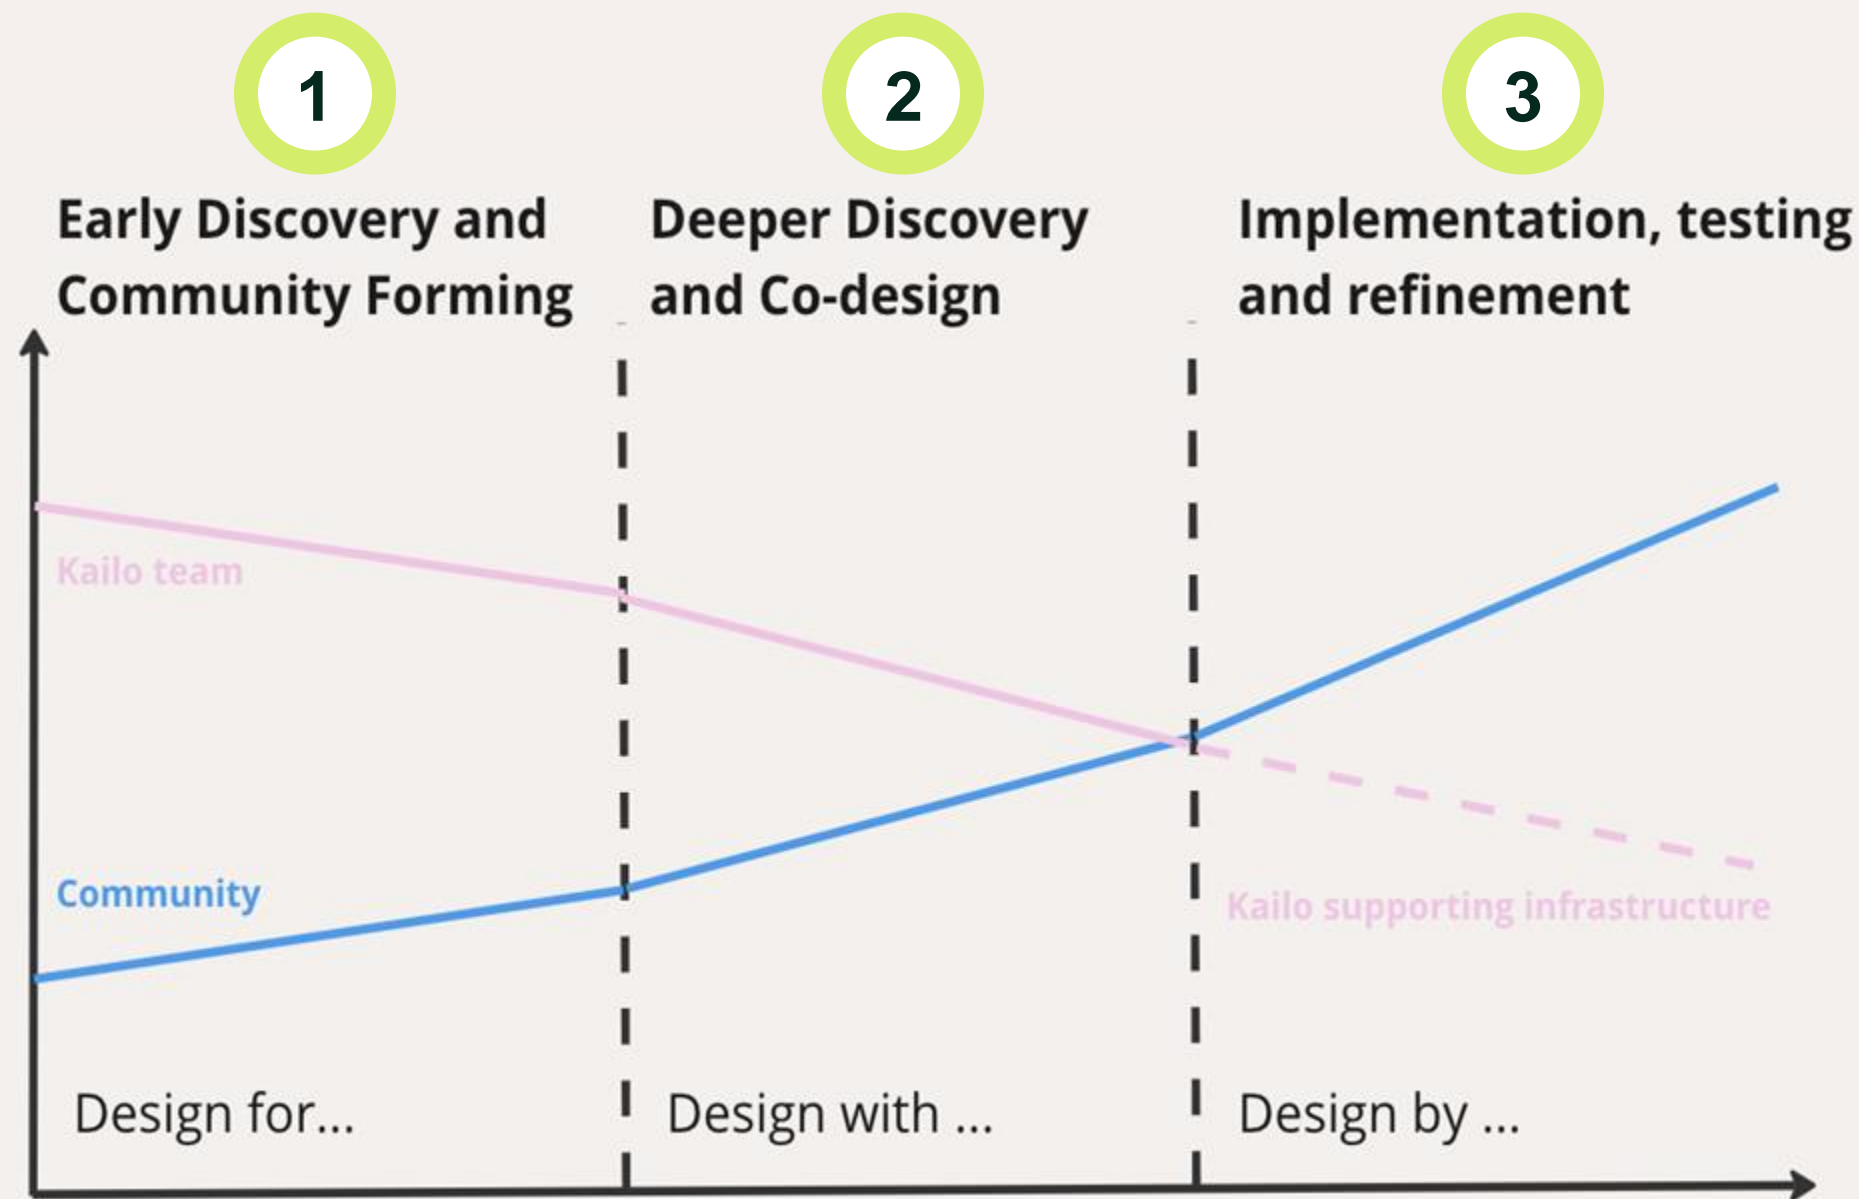 1
2
3
Early Discovery and
Community Forming
Deeper Discovery
and Co-design
Implementation, testing
and refinement
Kailo team
Community
Kailo supporting infrastructure
Design for...
Design with ...
Design by ...